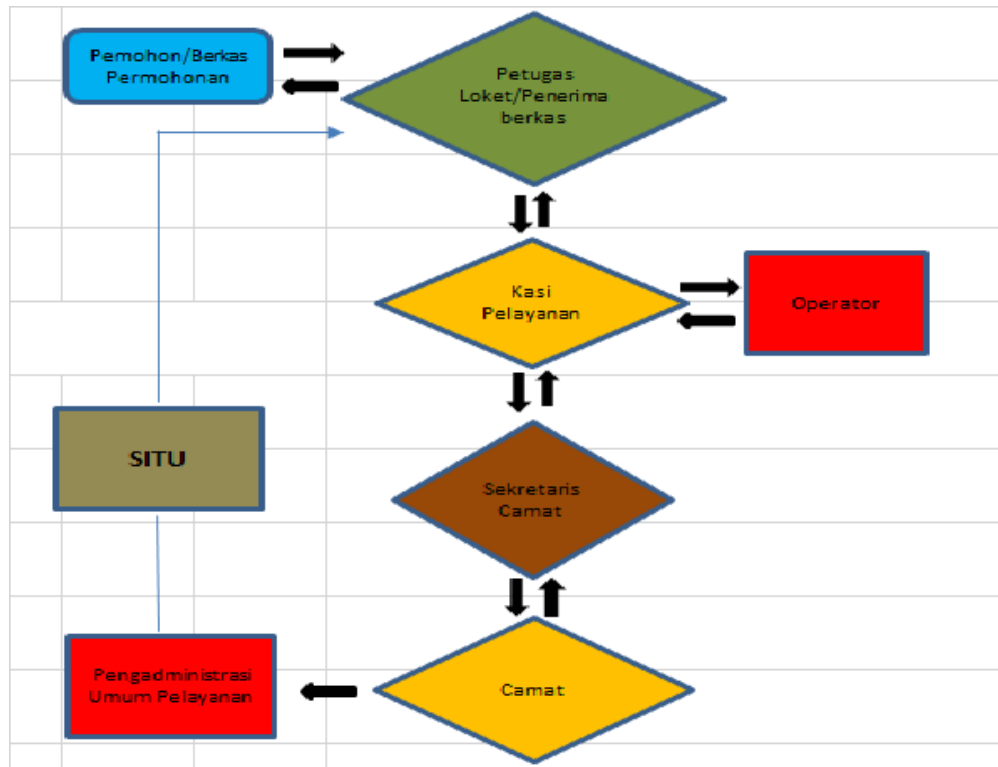 Pemohon/Berkas
Permohonan
Petugas
Loket/Penerima
berkas
Kasi
Pelayanan
Operator
SITU
Sekretaris
Camat
Pengadministrasi
Umum Pelayanan
Camat